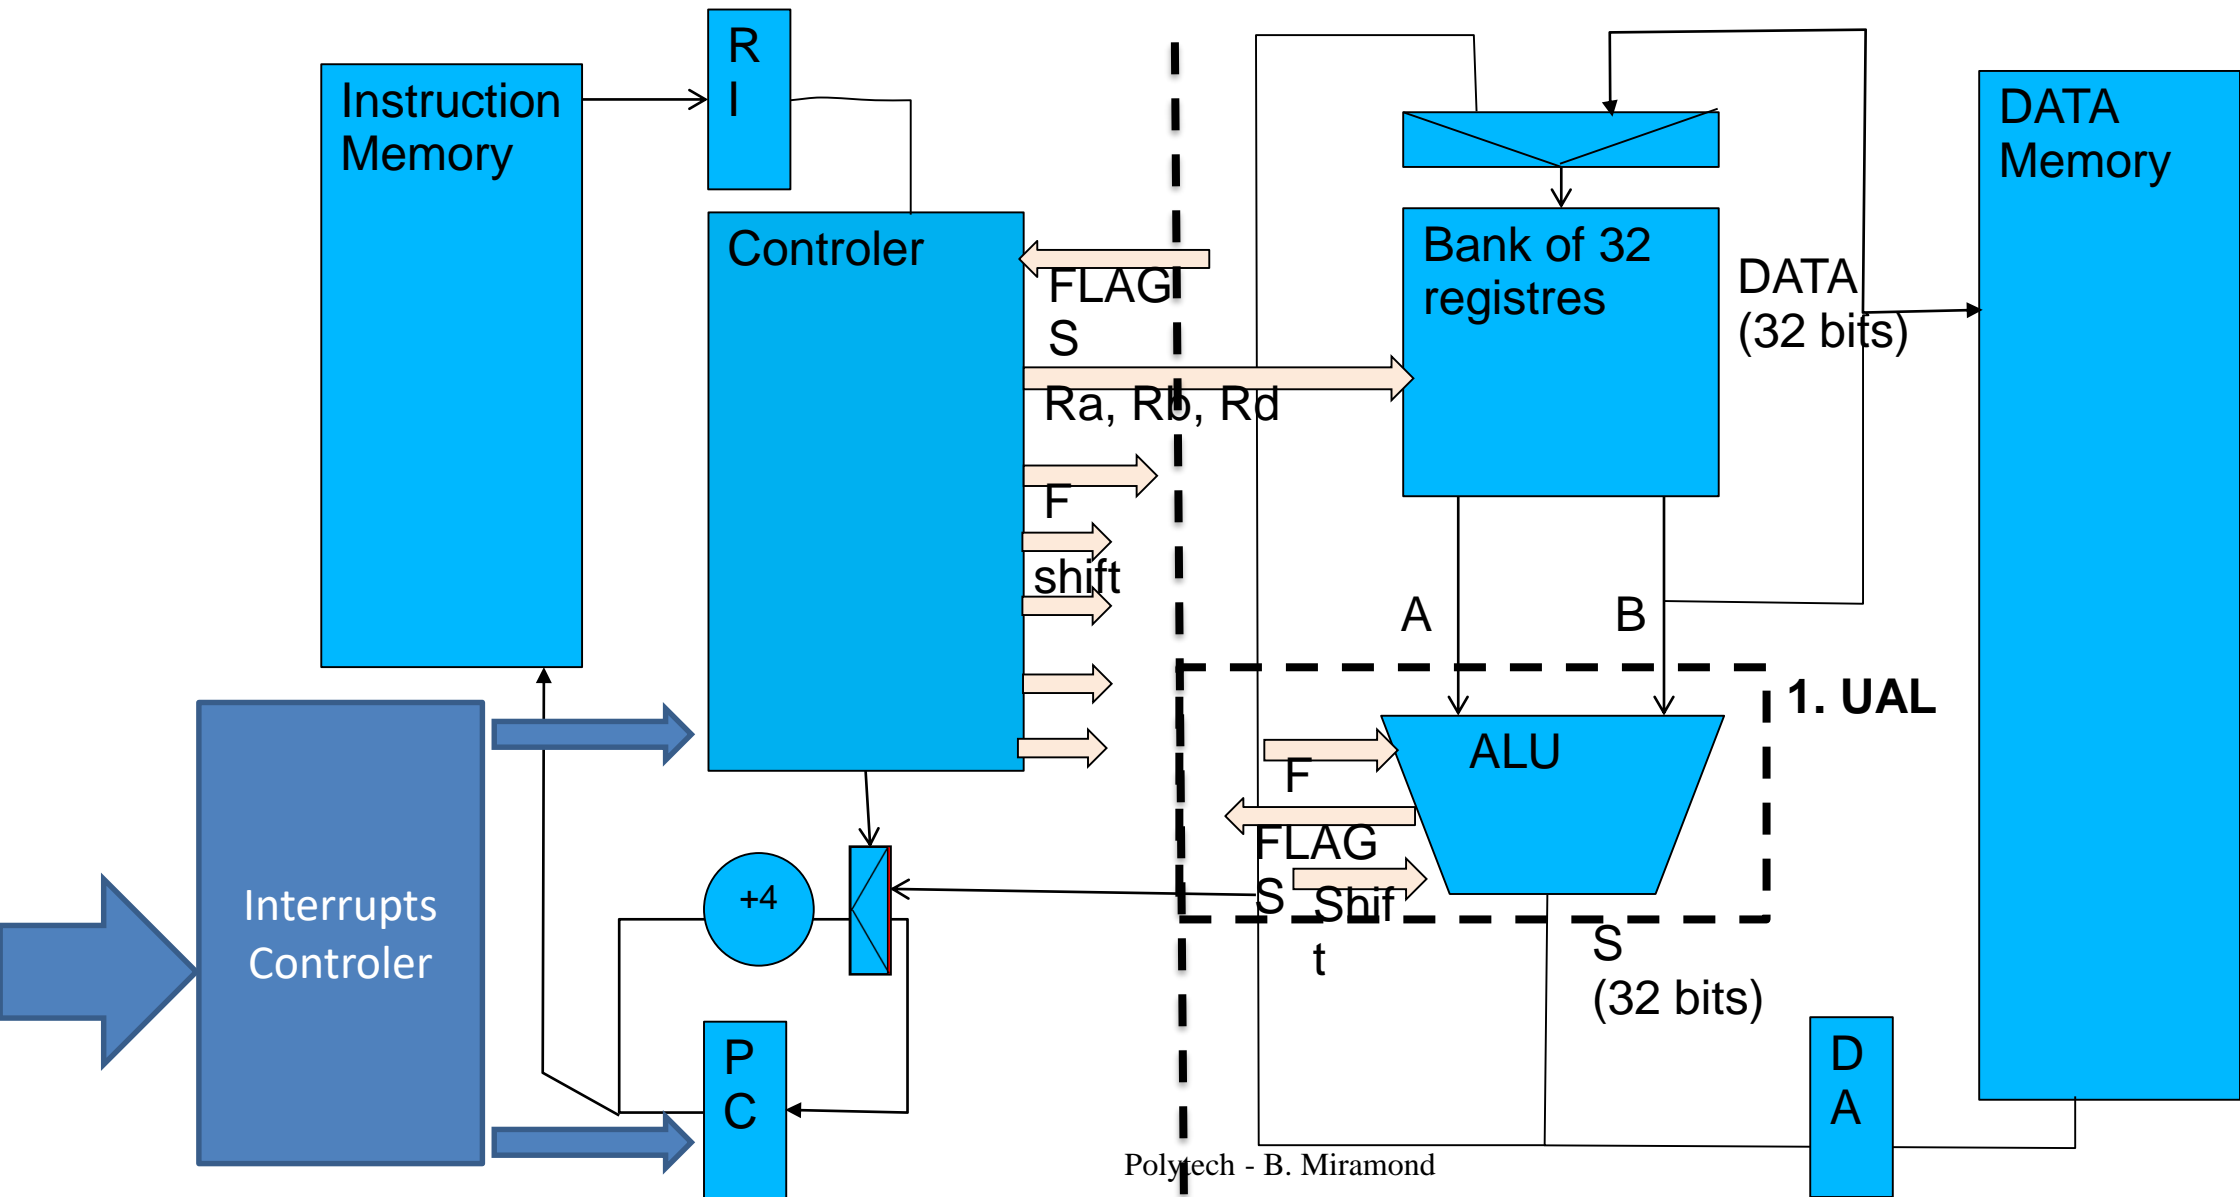 R
I
Instruction
Memory
DATA
Memory
Controler
FLAG
S
Bank of 32
registres
DATA
(32 bits)
Ra, Rb, Rd
F
shift
A
B
1. UAL
ALU
F
FLAG
S
Shif
t
S
(32 bits)
+4
Interrupts
Controler
P
C
D
A
Polytech - B. Miramond